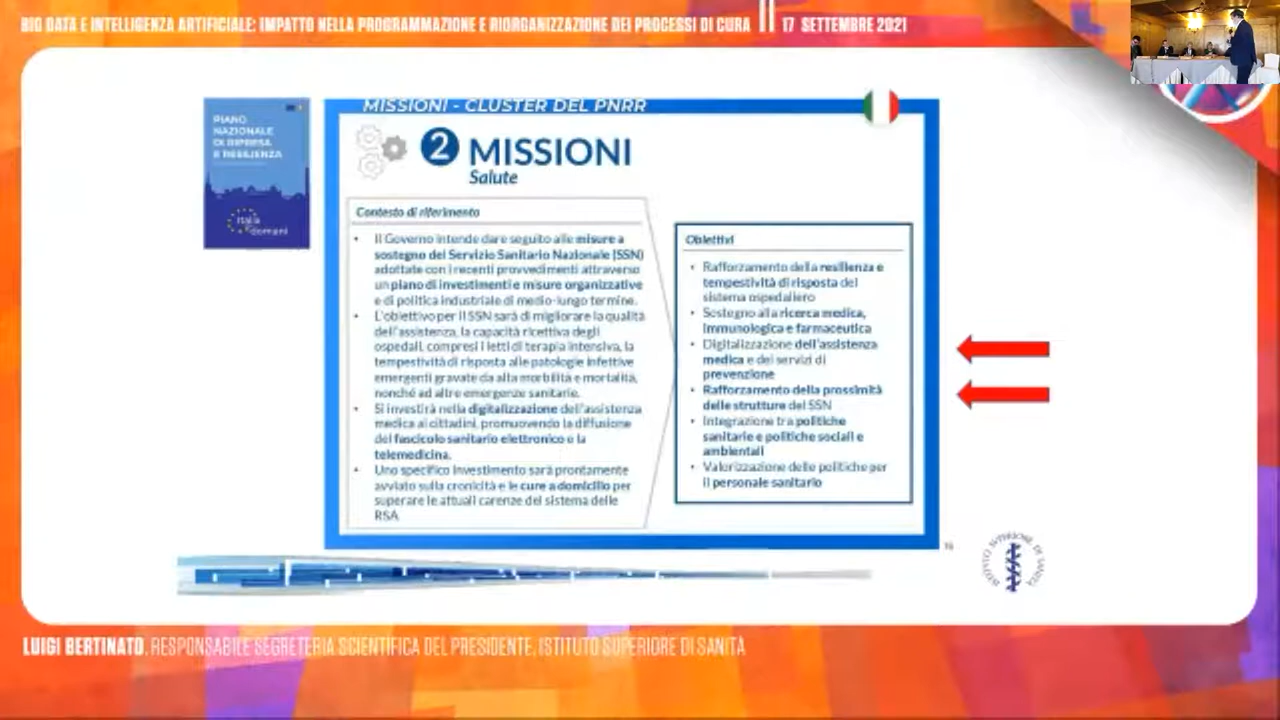 BIG DATA E INTELLIGENZA ARTIFICIALE: IMPATTO NELLA PROGRAMMAZIONE E RIORGANIZZAZIONE DEI PROCESSI DI CURA || 17 SETTEMBRE 2021
PIANO
NAZIONALE
DI RIPRESA
E RESILIENZA
Italia
domani
MISSIONI - CLUSTER DEL PNRR
2 MISSIONI
Salute
Contesto di riferimento
• Il Governo intende dare seguito alle misure a
sostegno del Servizio Sanitario Nazionale (SSN)
adottate con i recenti provvedimenti attraverso
un piano di investimenti e misure organizzative
e di politica industriale di medio-lungo termine.
• L'obiettivo per il SSN sarà di migliorare la qualità
dell'assistenza, la capacità ricettiva degli
ospedali, compresi i letti di terapia intensiva, la
tempestività di risposta alle patologie infettive
emergenti gravate da alta morbilità e mortalità,
nonché ad altre emergenze sanitarie.
• Si investirà nella digitalizzazione dell'assistenza
medica ai cittadini, promuovendo la diffusione
del fascicolo sanitario elettronico e la
telemedicina.
• Uno specifico investimento sarà prontamente
avviato sulla cronicità e le cure a domicilio per
superare le attuali carenze del sistema delle
RSA
Obiettivi
• Rafforzamento della resilienza e
tempestività di risposta del
sistema ospedaliero
• Sostegno alla ricerca medica,
immunologica e farmaceutica
• Digitalizzazione dell'assistenza
medica e dei servizi di
prevenzione
• Rafforzamento della prossimità
delle strutture del SSN
• Integrazione tra politiche
sanitarie e politiche sociali e
ambientali
• Valorizzazione delle politiche per
il personale sanitario
ISTITUTO SUPERIORE DI SANITÀ
LUIGI BERTINATO, RESPONSABILE SEGRETERIA SCIENTIFICA DEL PRESIDENTE, ISTITUTO SUPERIORE DI SANITÀ